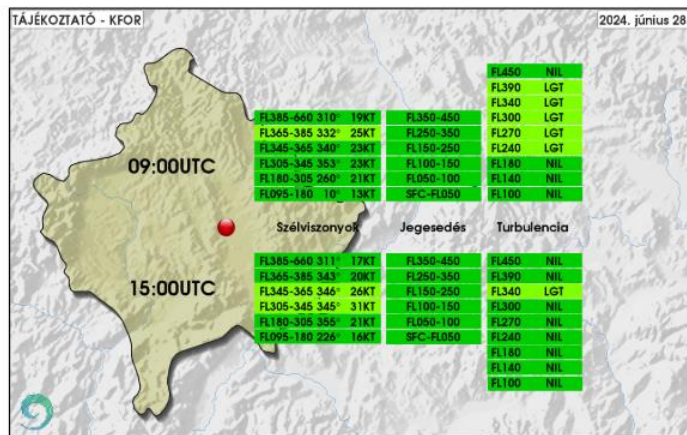 TÁJÉKOZTATÓ - KFOR
2024. június 28
09:00UTC
FL385-660 310° 19KT
FL365-385 332° 25KT
FL345-365 340° 23KT
FL305-345 353° 23KT
FL180-305 260° 21KT
FL095-180 10° 13KT
FL350-450
FL250-350
FL150-250
FL100-150
FL050-100
SFC-FL050
FL450 NIL
FL390 LGT
FL340 LGT
FL300 LGT
FL270 LGT
FL240 LGT
FL180 NIL
FL140 NIL
FL100 NIL
Szélviszonyok
Jegesedés
Turbulencia
15:00UTC
FL385-660 311° 17KT
FL365-385 343° 20KT
FL345-365 346° 26KT
FL305-345 345° 31KT
FL180-305 355° 21KT
FL095-180 226° 16KT
FL350-450
FL250-350
FL150-250
FL100-150
FL050-100
SFC-FL050
FL450 NIL
FL390 NIL
FL340 LGT
FL300 NIL
FL270 NIL
FL240 NIL
FL180 NIL
FL140 NIL
FL100 NIL